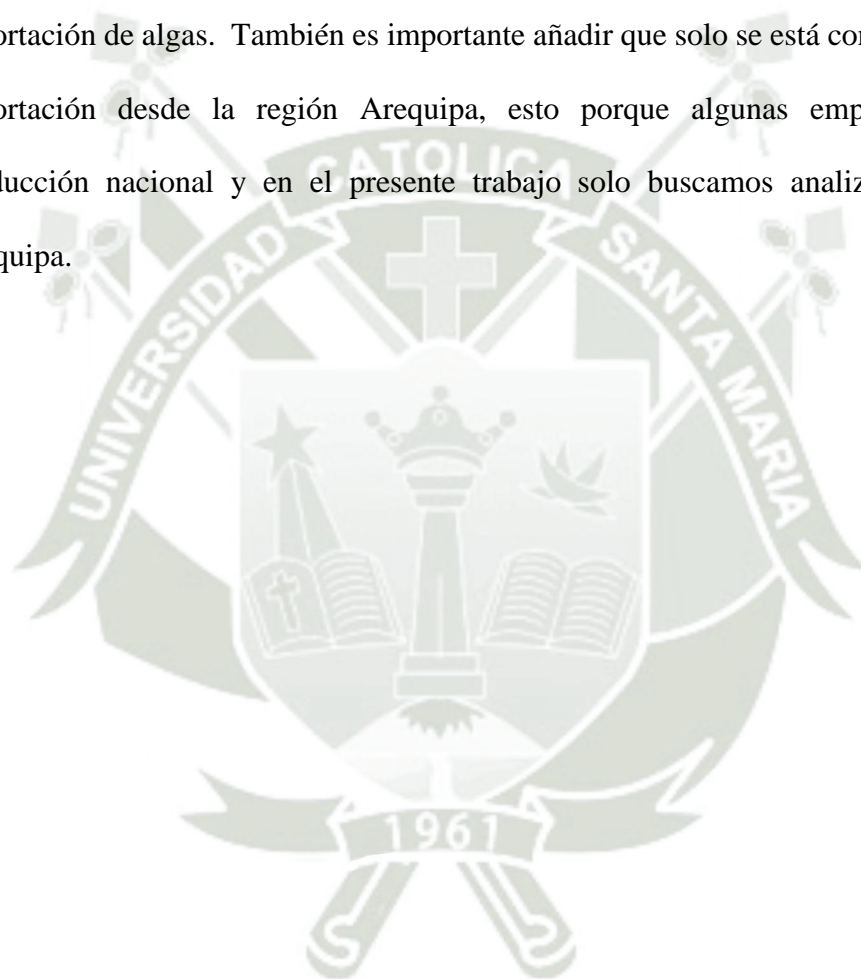 ortación de algas. También es importante añadir que solo se está con
ortación desde la región Arequipa, esto porque algunas emp
ducción nacional y en el presente trabajo solo buscamos analiz
quipa.
UNIVERSIDAD CATOLICA SANTA MARIA
1961